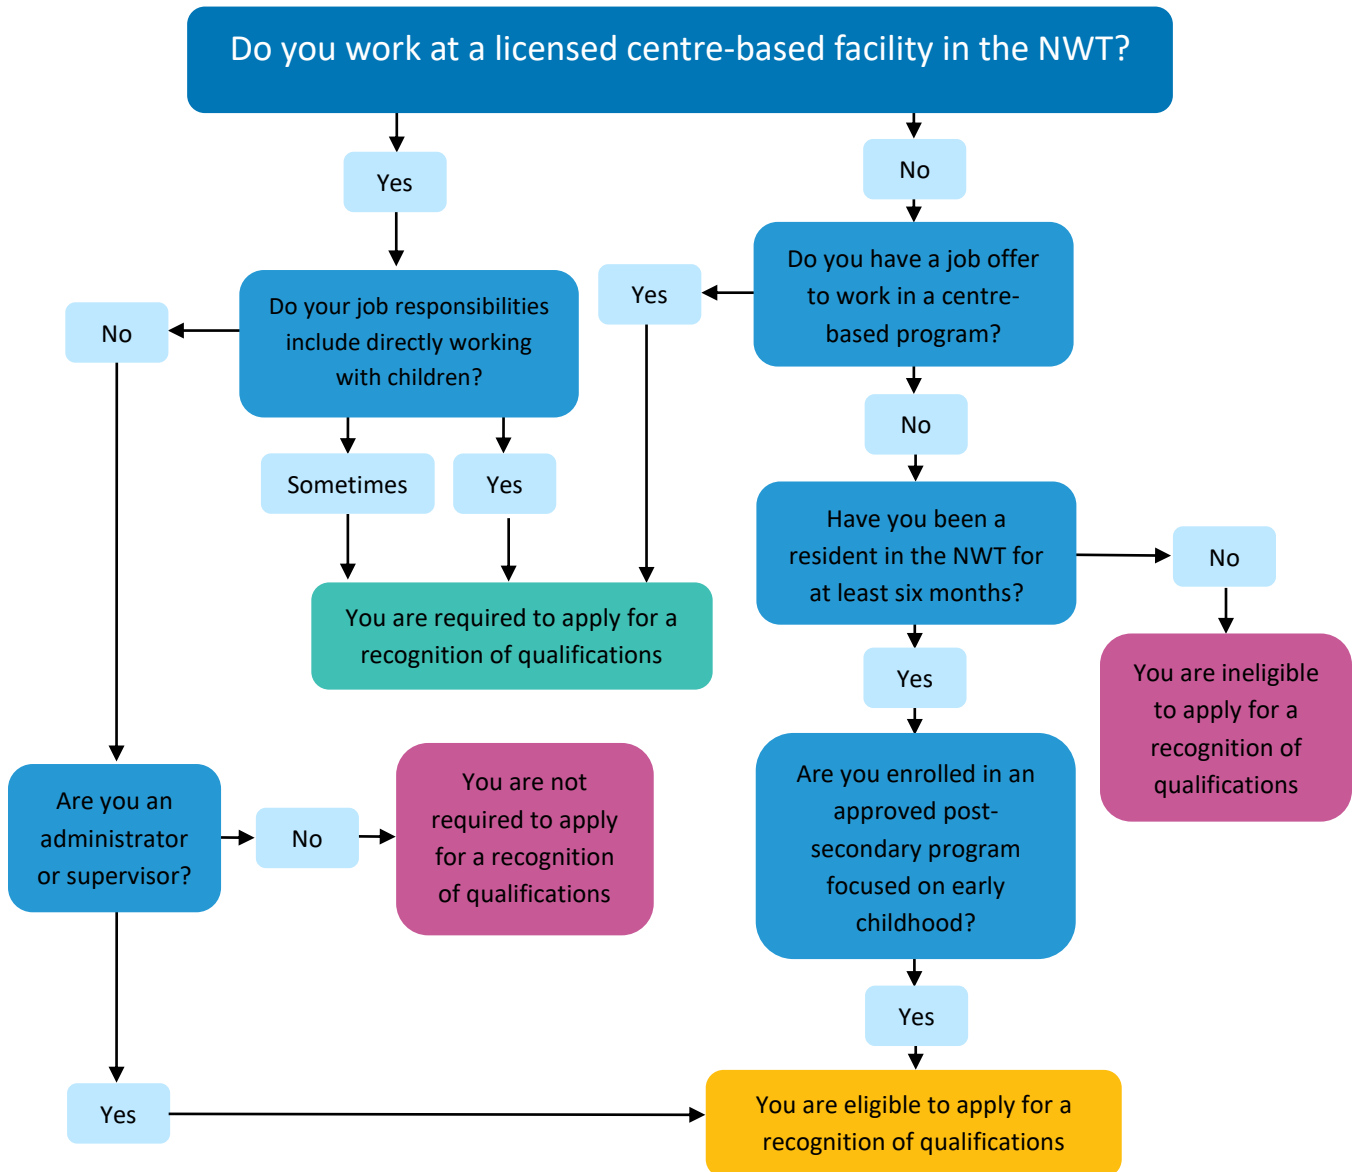 Do you work at a licensed centre-based facility in the NWT?
Yes
No
Do your job responsibilities
include directly working
with children?
No
Sometimes
Yes
Do you have a job offer
to work in a centre-
based program?
Yes
No
You are required to apply for a
recognition of qualifications
Have you been a
resident in the NWT for
at least six months?
No
Yes
You are ineligible
to apply for a
recognition of
qualifications
Are you an
administrator
or supervisor?
No
You are not
required to apply
for a recognition
of qualifications
Are you enrolled in an
approved post-
secondary program
focused on early
childhood?
Yes
Yes
You are eligible to apply for a
recognition of qualifications